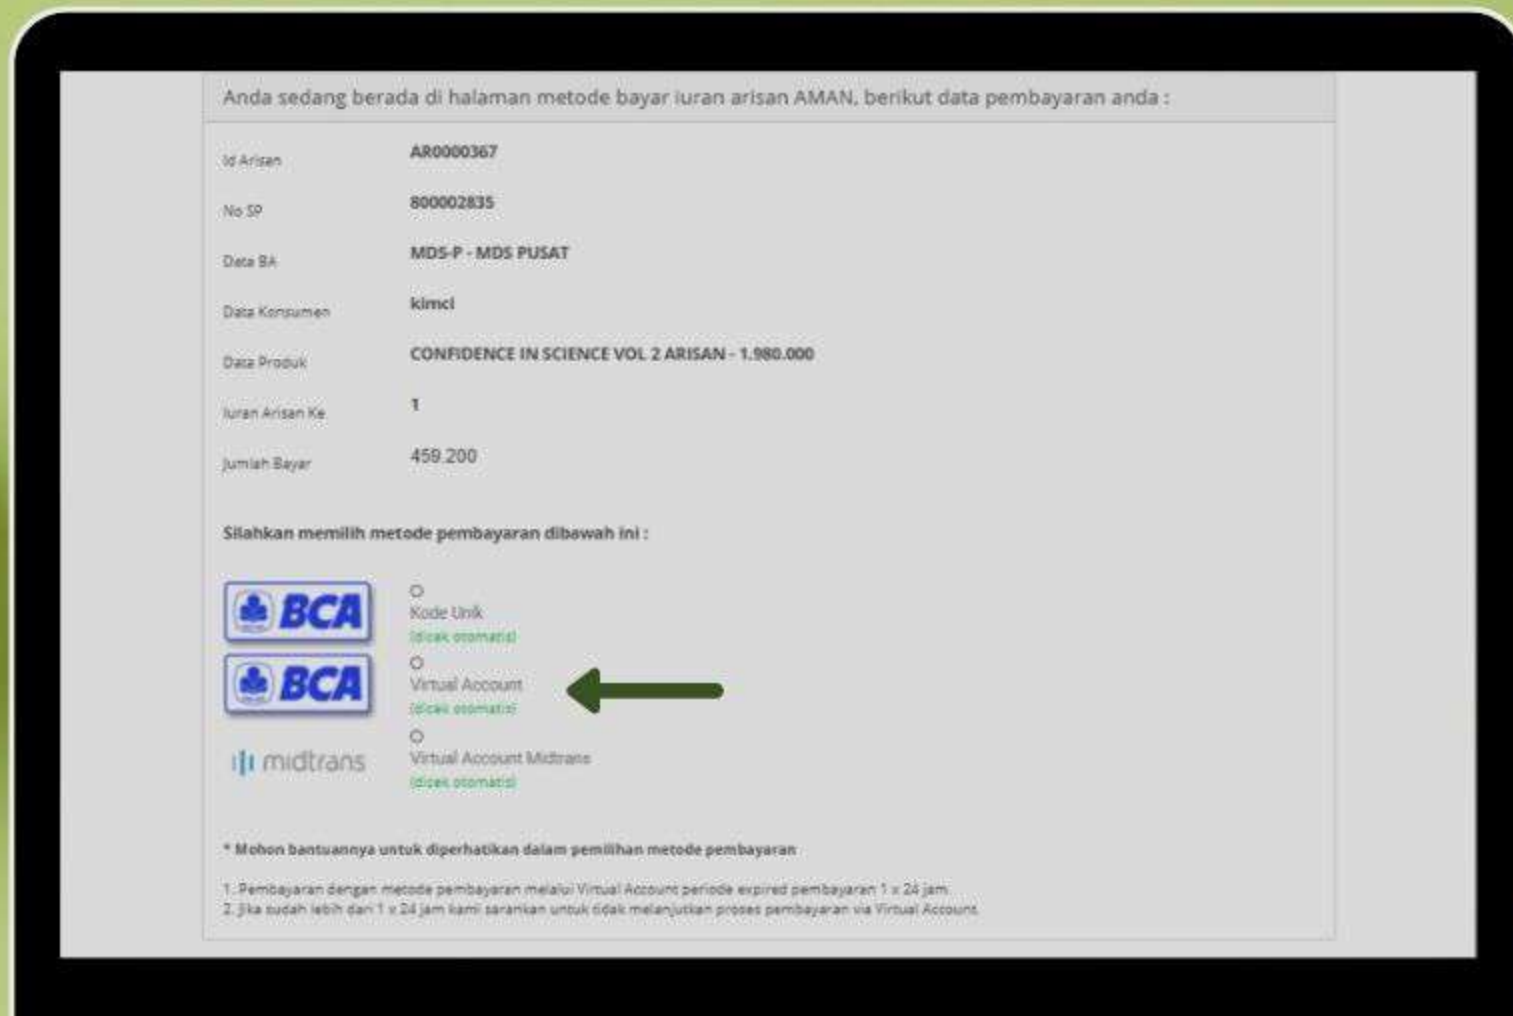 Anda sedang berada di halaman metode bayar iuran arisan AMAN, berikut data pembayaran anda :
Id Arisan AR0000367
No SP 800002835
Data BA MDS-P - MDS PUSAT
Data Konsumen kimci
Data Produk CONFIDENCE IN SCIENCE VOL 2 ARISAN - 1.980.000
Iuran Arisan Ke 1
Jumlah Bayar 459.200
Silahkan memilih metode pembayaran dibawah ini :
BCA
Kode Unik
(dicek otomatis)
BCA
Virtual Account
(dicek otomatis)
midtrans
Virtual Account Midtrans
(dicek otomatis)
* Mohon bantuannya untuk diperhatikan dalam pemilihan metode pembayaran
1. Pembayaran dengan metode pembayaran melalui Virtual Account periode expired pembayaran 1 x 24 jam
2. Jika sudah lebih dari 1 x 24 jam kami sarankan untuk tidak melanjutkan proses pembayaran via Virtual Account